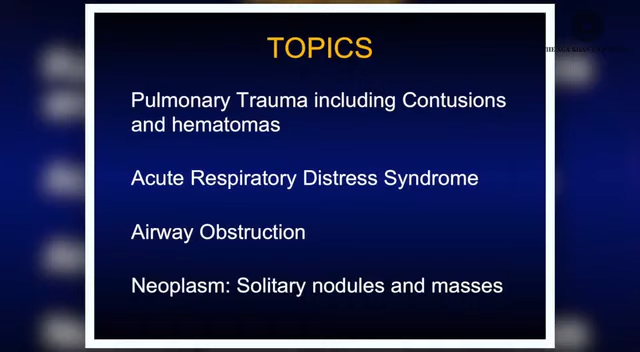 TOPICS
Pulmonary Trauma including Contusions
and hematomas
Acute Respiratory Distress Syndrome
Airway Obstruction
Neoplasm: Solitary nodules and masses